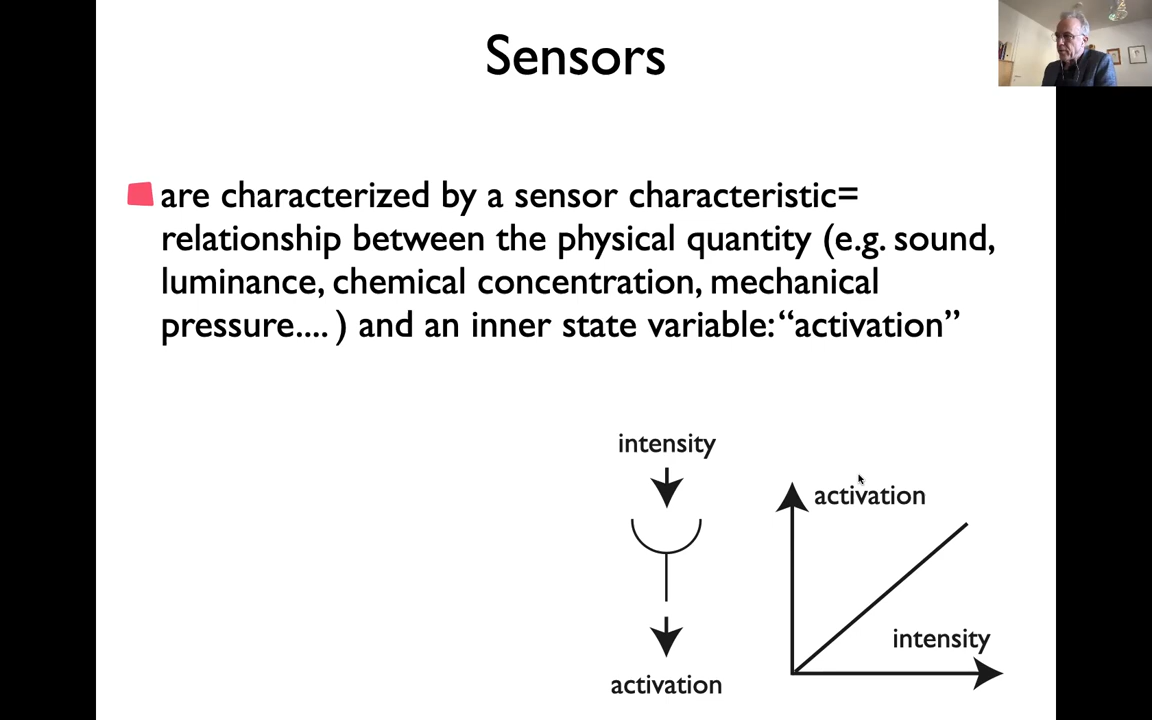 Sensors
are characterized by a sensor characteristic=
relationship between the physical quantity (e.g. sound,
luminance, chemical concentration, mechanical
pressure.... ) and an inner state variable: “activation”
intensity
activation
activation
intensity